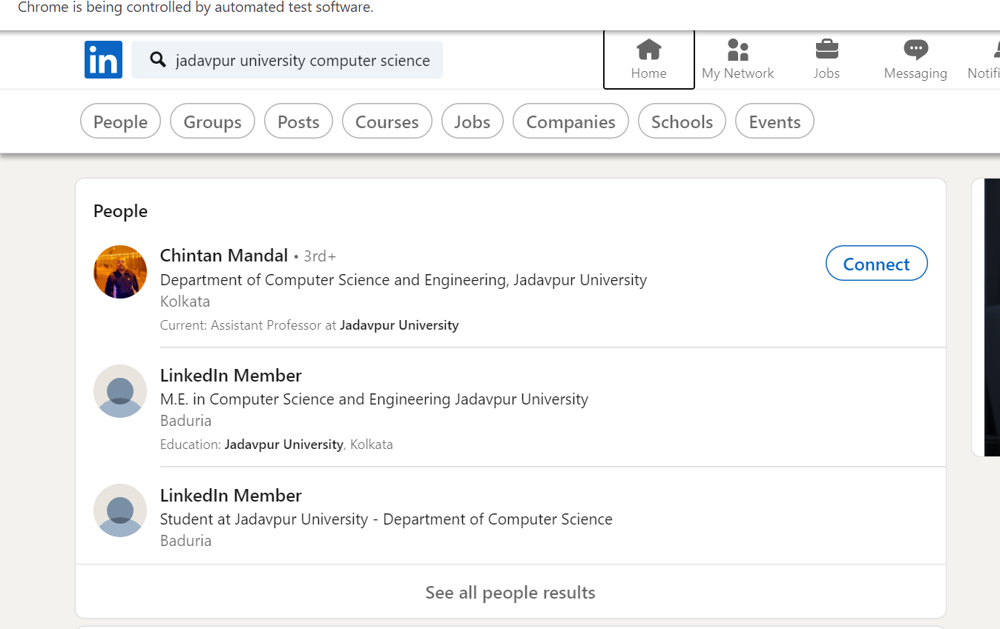 Chrome is being controlled by automated test software.
in
jadavpur university computer science
Home
My Network
Jobs
Messaging
Notifi
People
Groups
Posts
Courses
Jobs
Companies
Schools
Events
People
Chintan Mandal • 3rd+
Connect
Department of Computer Science and Engineering, Jadavpur University
Kolkata
Current: Assistant Professor at Jadavpur University
LinkedIn Member
M.E. in Computer Science and Engineering Jadavpur University
Baduria
Education: Jadavpur University, Kolkata
LinkedIn Member
Student at Jadavpur University - Department of Computer Science
Baduria
See all people results